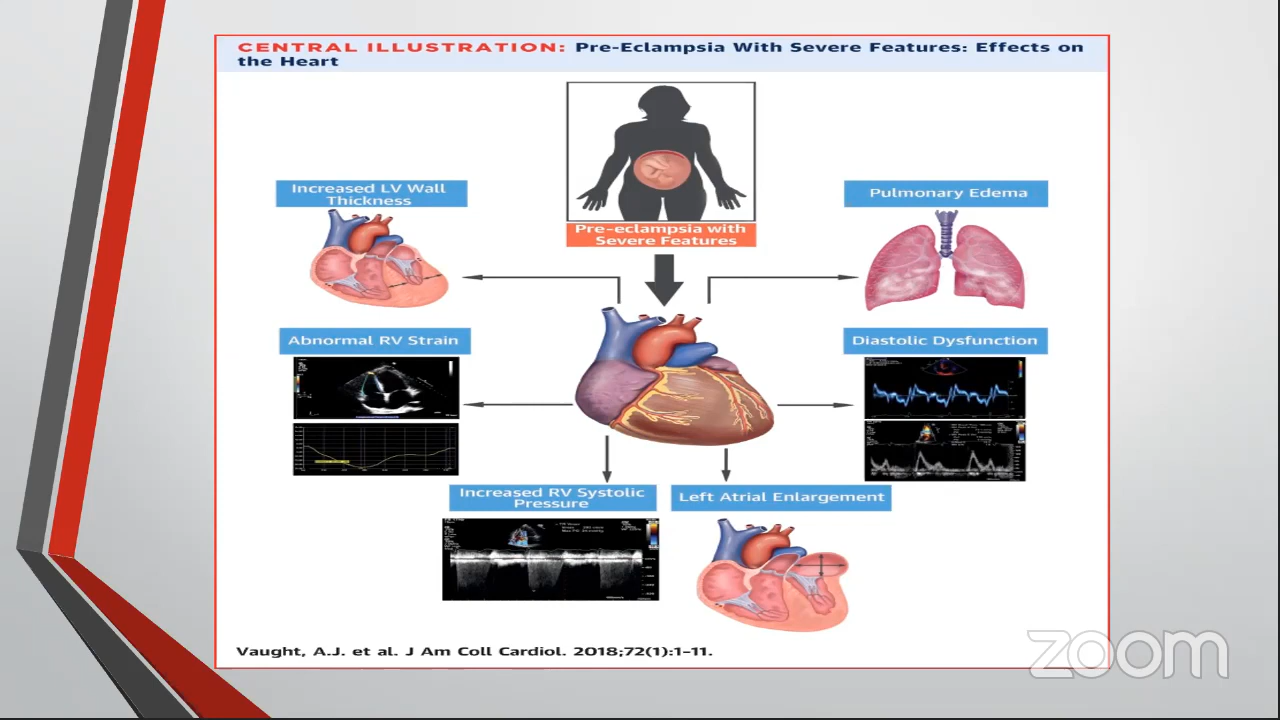 CENTRAL ILLUSTRATION: Pre-Eclampsia With Severe Features: Effects on
the Heart
Pre-eclampsia with
Severe Features
Increased LV Wall
Thickness
Pulmonary Edema
Abnormal RV Strain
Diastolic Dysfunction
Increased RV Systolic
Pressure
Left Atrial Enlargement
Vaught, A.J. et al. J Am Coll Cardiol. 2018;72(1):1–11.
zoom